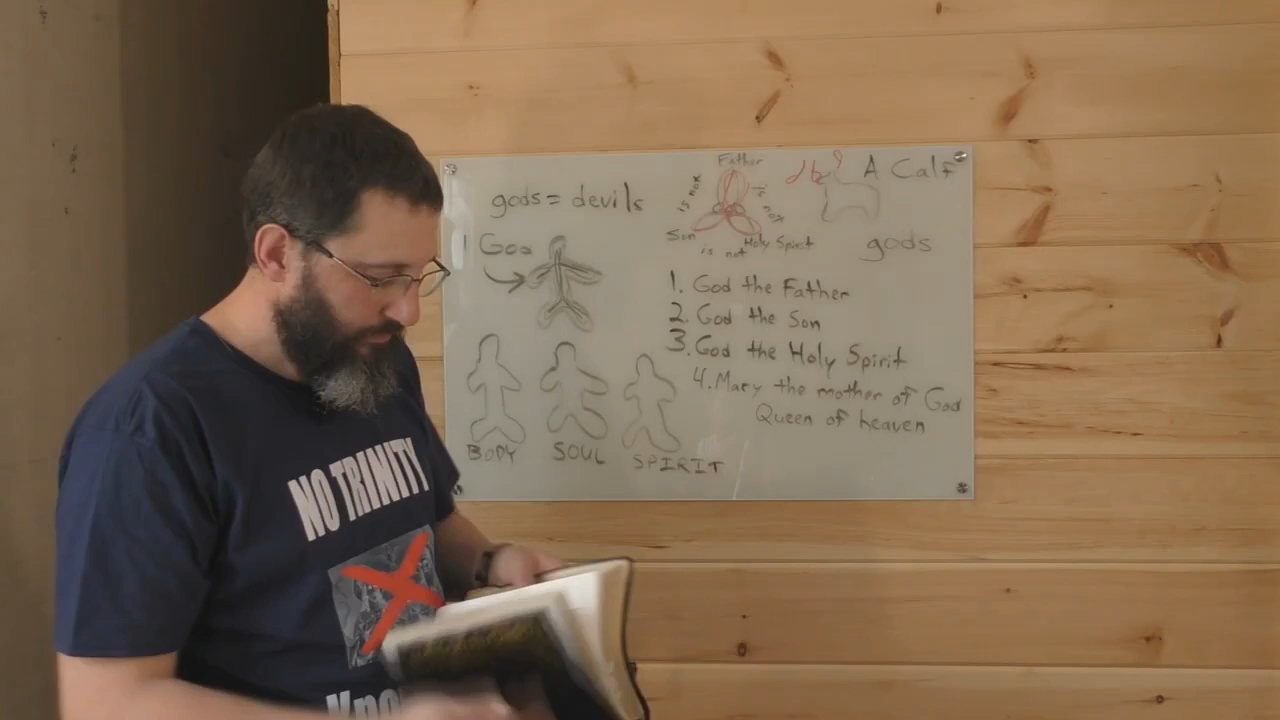 gods = devils
God
BODY SOUL SPIRIT
Father
is not
is not
Son
is not
Holy Spirit
A Calf
gods
1. God the Father
2. God the Son
3. God the Holy Spirit
4. Mary the mother of God
Queen of heaven
NO TRINITY